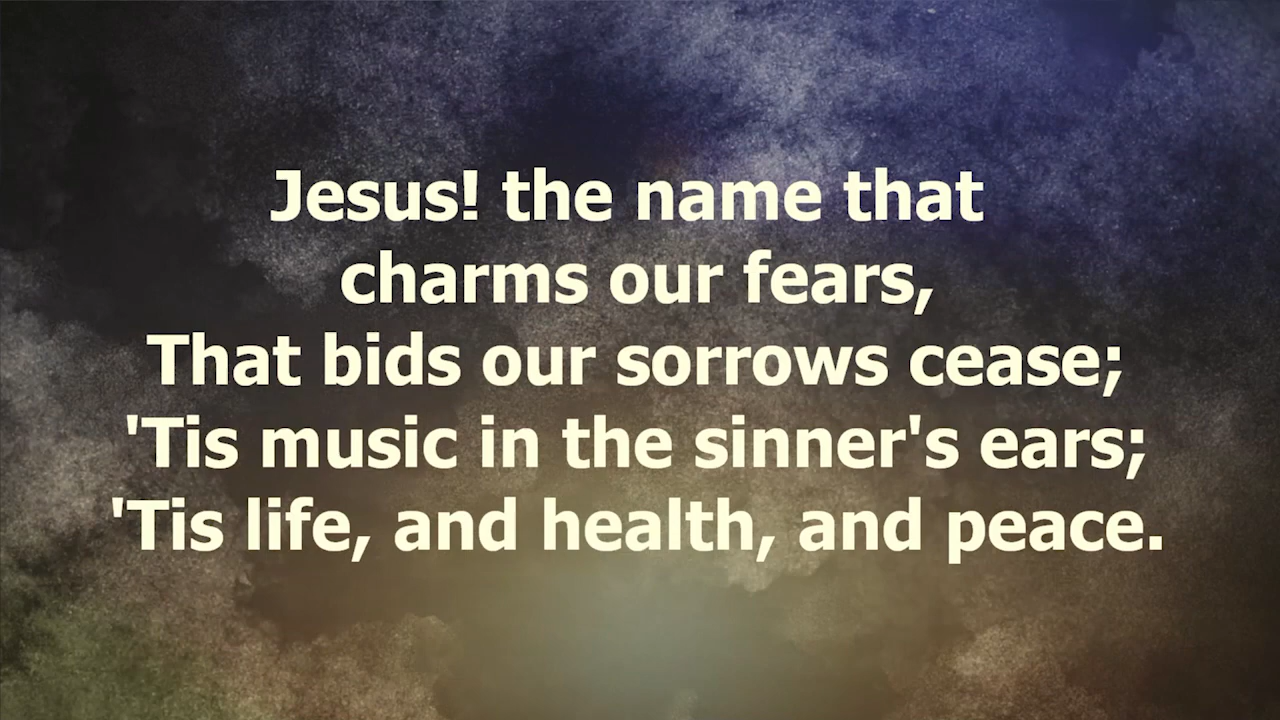 Jesus! the name that
charms our fears,
That bids our sorrows cease;
'Tis music in the sinner's ears;
'Tis life, and health, and peace.